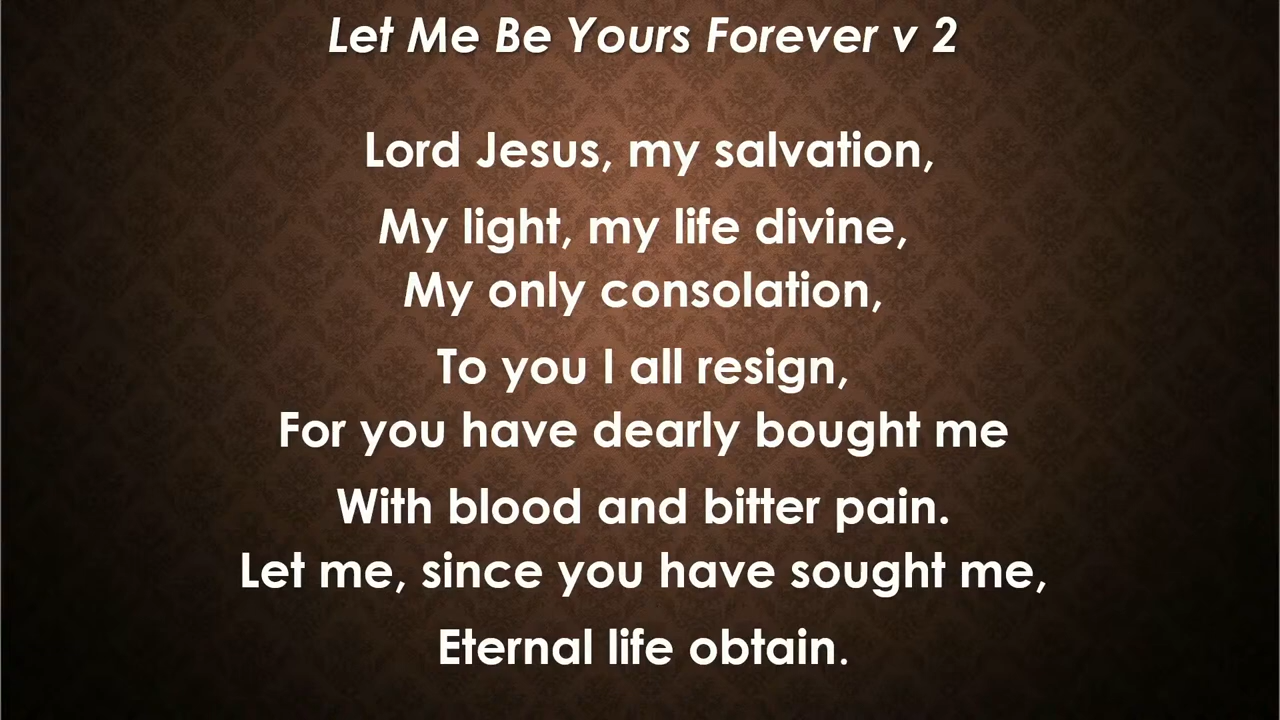 Let Me Be Yours Forever v 2
Lord Jesus, my salvation,
My light, my life divine,
My only consolation,
To you I all resign,
For you have dearly bought me
With blood and bitter pain.
Let me, since you have sought me,
Eternal life obtain.